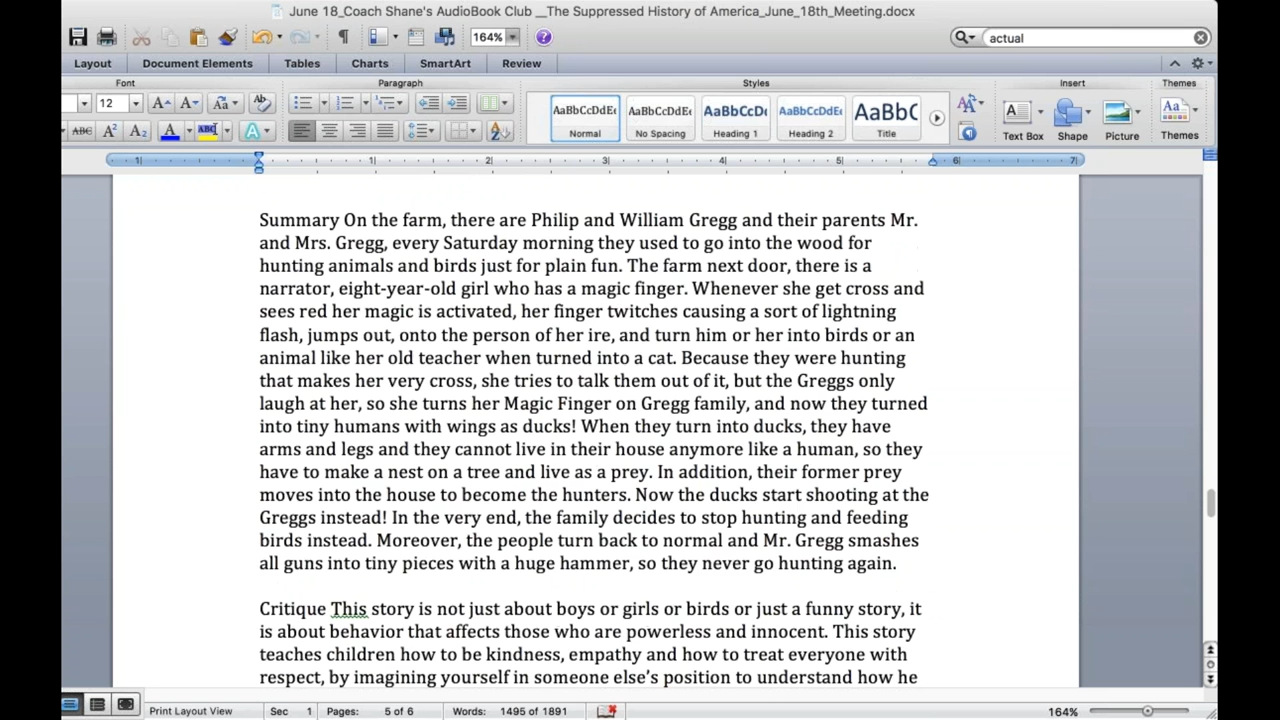 June 18_Coach Shane's AudioBook Club __The Suppressed History of America_June_18th_Meeting.docx
164%
actual
Layout Document Elements Tables Charts SmartArt Review
Font Paragraph Styles Insert Themes
12
AaBbCcDdEe AaBbCcDdEe AaBbCcDc AaBbCcDdEe AaBbC
Normal No Spacing Heading 1 Heading 2 Title
Text Box Shape Picture Themes
1 1 2 3 4 5 6 7
Summary On the farm, there are Philip and William Gregg and their parents Mr.
and Mrs. Gregg, every Saturday morning they used to go into the wood for
hunting animals and birds just for plain fun. The farm next door, there is a
narrator, eight-year-old girl who has a magic finger. Whenever she get cross and
sees red her magic is activated, her finger twitches causing a sort of lightning
flash, jumps out, onto the person of her ire, and turn him or her into birds or an
animal like her old teacher when turned into a cat. Because they were hunting
that makes her very cross, she tries to talk them out of it, but the Greggs only
laugh at her, so she turns her Magic Finger on Gregg family, and now they turned
into tiny humans with wings as ducks! When they turn into ducks, they have
arms and legs and they cannot live in their house anymore like a human, so they
have to make a nest on a tree and live as a prey. In addition, their former prey
moves into the house to become the hunters. Now the ducks start shooting at the
Greggs instead! In the very end, the family decides to stop hunting and feeding
birds instead. Moreover, the people turn back to normal and Mr. Gregg smashes
all guns into tiny pieces with a huge hammer, so they never go hunting again.
Critique This story is not just about boys or girls or birds or just a funny story, it
is about behavior that affects those who are powerless and innocent. This story
teaches children how to be kindness, empathy and how to treat everyone with
respect, by imagining yourself in someone else's position to understand how he
Print Layout View Sec 1 Pages: 5 of 6 Words: 1495 of 1891 164%